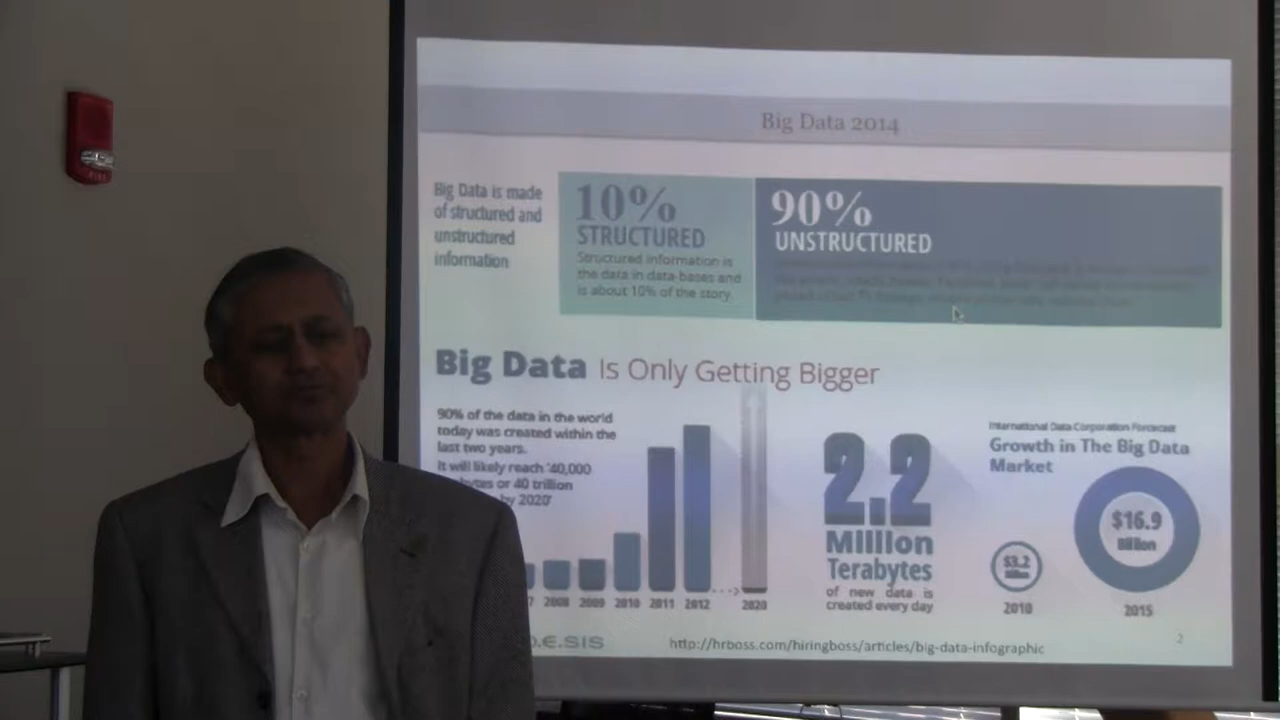 Big Data 2014
Big Data is made
of structured and
unstructured
information
10%
STRUCTURED
Structured information is
the data in data-bases and
is about 10% of the story.
90%
UNSTRUCTURED
Big Data Is Only Getting Bigger
90% of the data in the world
today was created within the
last two years.
It will likely reach '40,000
or 40 trillion
by 2020'
2008 2009 2010 2011 2012 2020
2.2
Million
Terabytes
of new data is
created every day
International Data Corporation Forecast
Growth in The Big Data
Market
$3.2
2010
$16.9
Billion
2015
http://hrboss.com/hiringboss/articles/big-data-infographic
2
FIRE